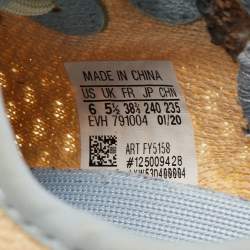 MADE IN CHINA
US UK FR JP CHN
6 5½ 38⅔ 240 235
EVH 791004 01/20
ART FY5158
#125009428